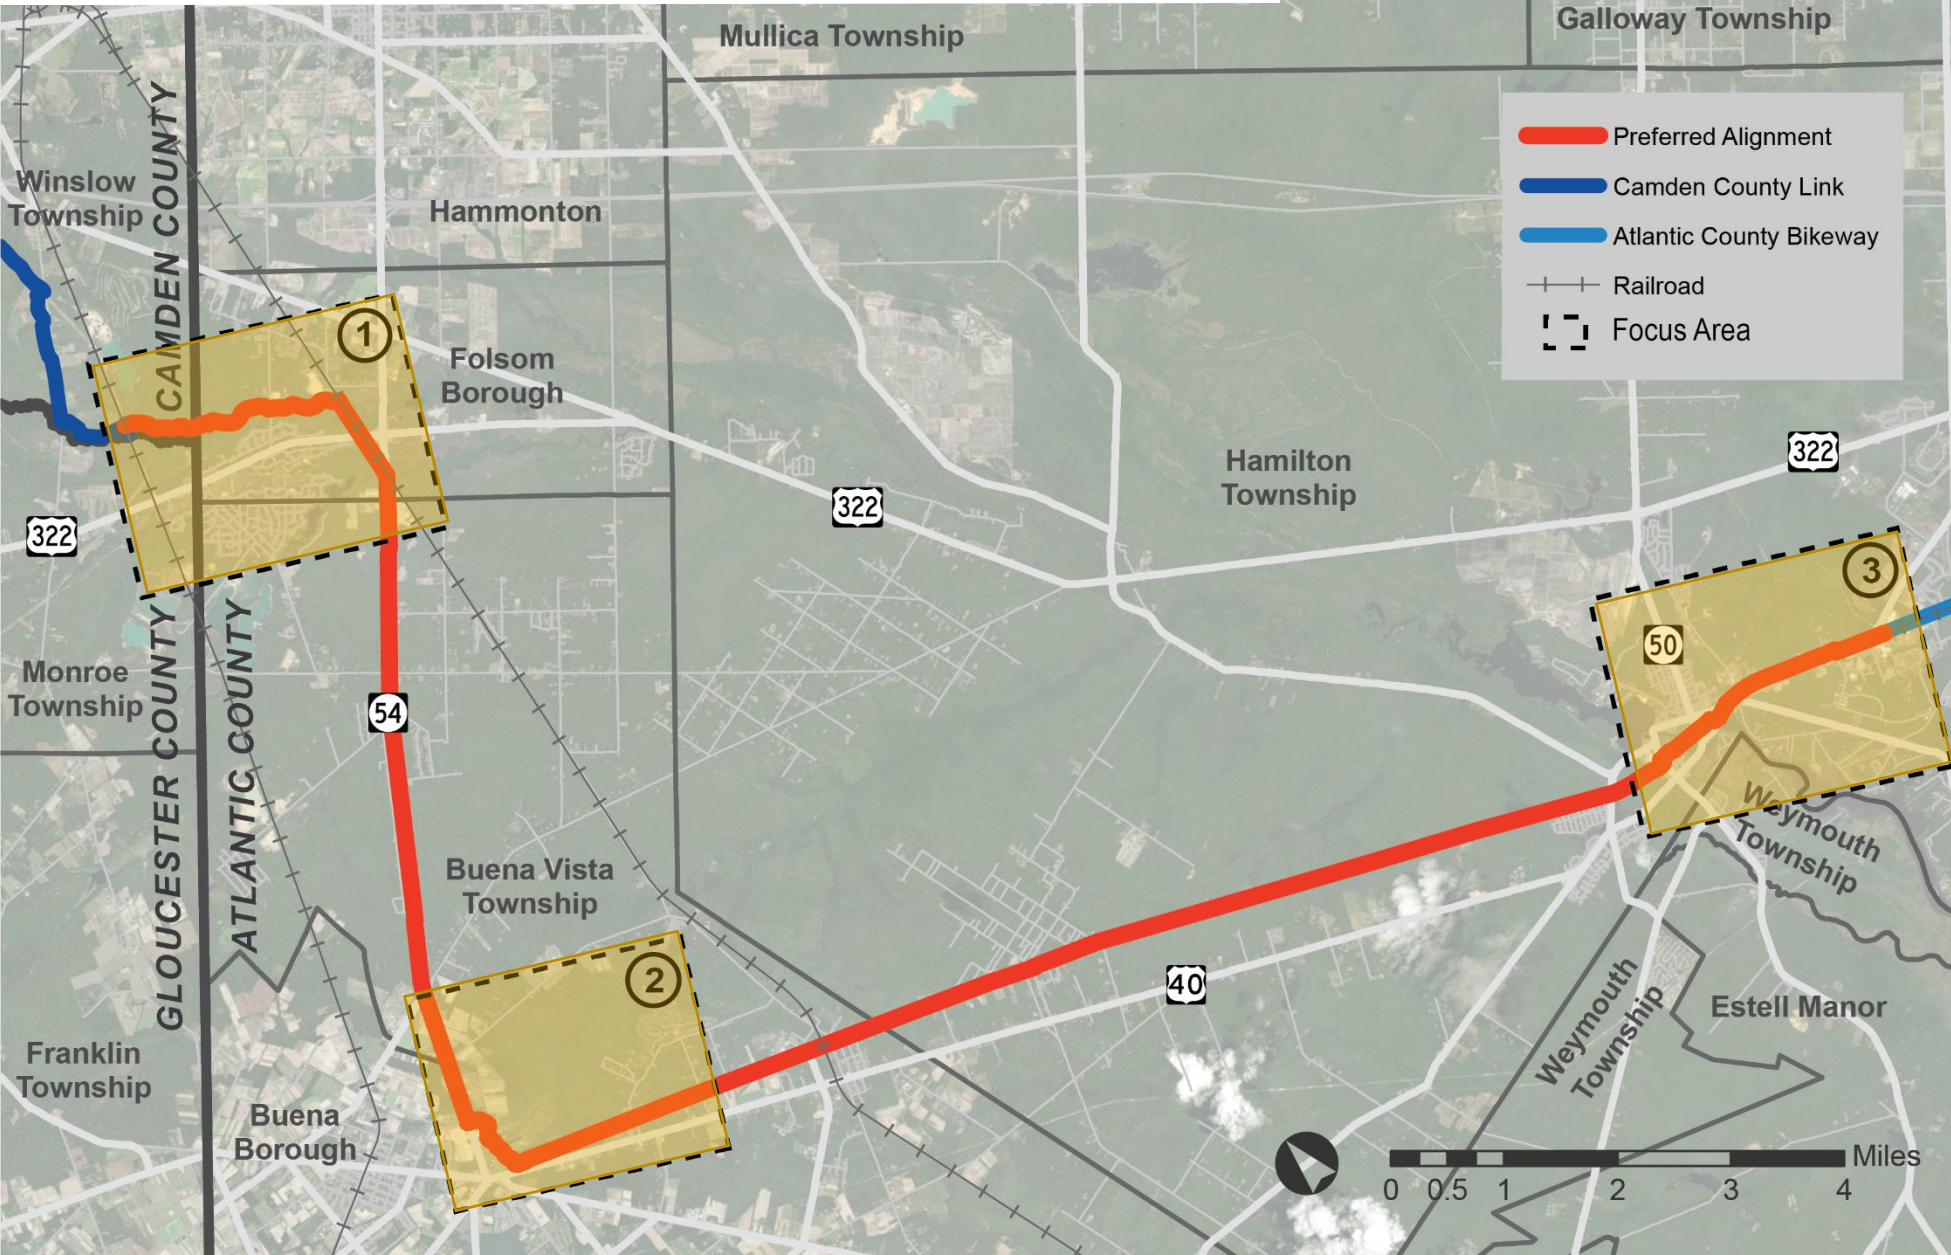 Mullica Township
Galloway Township
Preferred Alignment
Camden County Link
Atlantic County Bikeway
Railroad
Focus Area
Winslow
Township
CAMDEN COUNTY
Hammonton
1
Folsom
Borough
322
322
322
Hamilton
Township
3
50
Monroe
Township
GLOUCESTER COUNTY
ATLANTIC COUNTY
54
Buena Vista
Township
Weymouth
Township
2
40
Weymouth
Township
Estell Manor
Franklin
Township
Buena
Borough
Miles
0 0.5 1 2 3 4